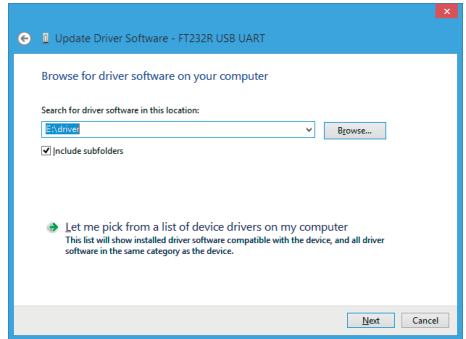 Update Driver Software - FT232R USB UART
Browse for driver software on your computer
Search for driver software in this location:
E:\driver
Browse...
Include subfolders
Let me pick from a list of device drivers on my computer
This list will show installed driver software compatible with the device, and all driver
software in the same category as the device.
Next
Cancel